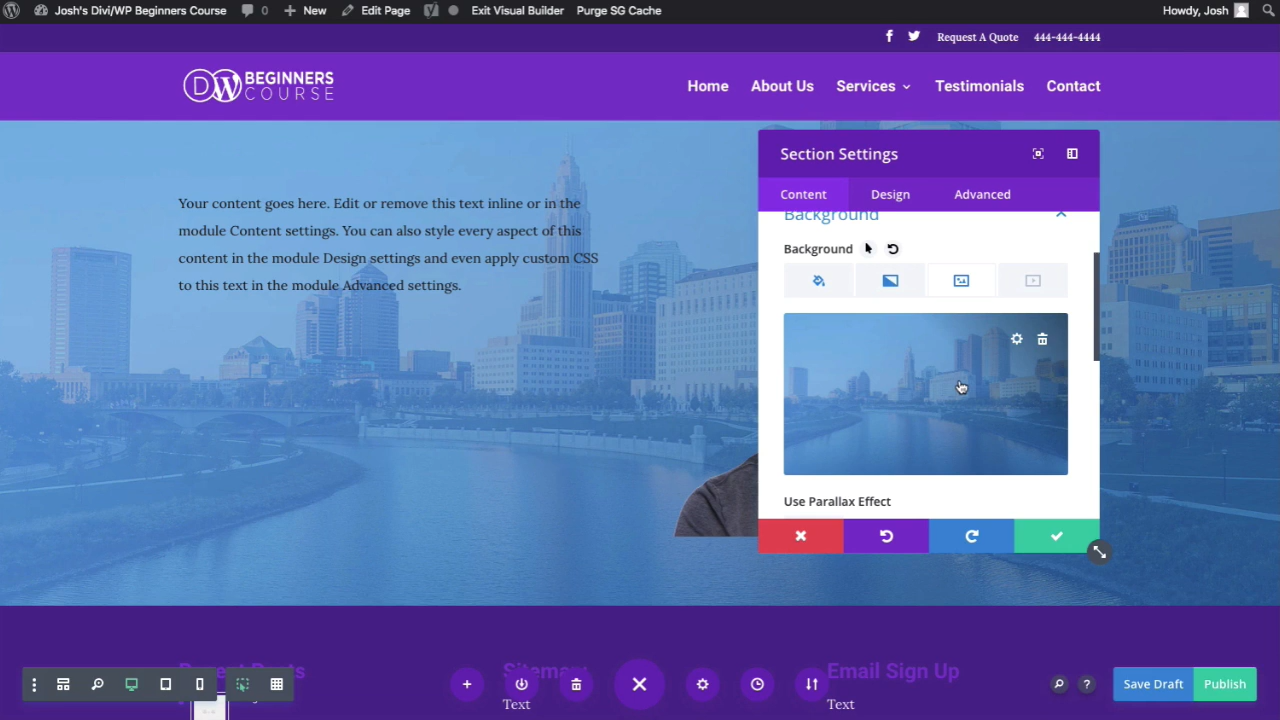 Josh's Divi/WP Beginners Course 0 New Edit Page Exit Visual Builder Purge SG Cache Howdy, Josh
Request A Quote 444-444-4444
DW BEGINNERS COURSE
Home About Us Services Testimonials Contact
Your content goes here. Edit or remove this text inline or in the
module Content settings. You can also style every aspect of this
content in the module Design settings and even apply custom CSS
to this text in the module Advanced settings.
Section Settings
Content Design Advanced
Background
Background
Use Parallax Effect
Sitemap Email Sign Up
Text Text
Save Draft Publish